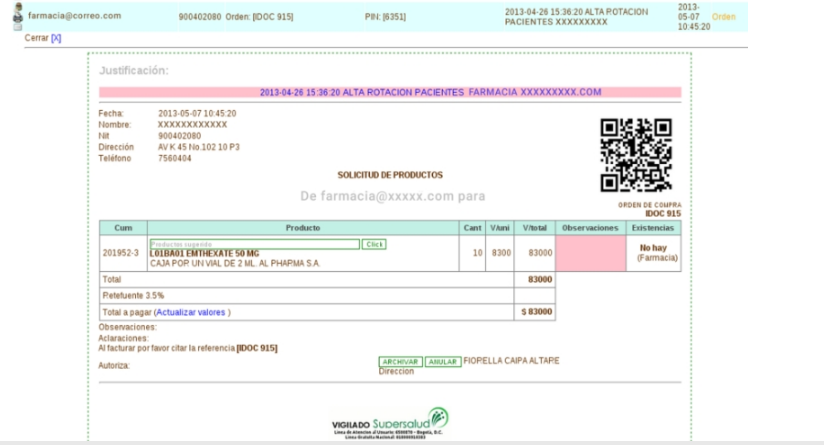 farmacia@correo.com 900402080 Orden: [IDOC 915] PIN: [6351] 2013-04-26 15:36:20 ALTA ROTACION PACIENTES XXXXXXXXX 2013-05-07 10:45:20 Orden
Cerrar [X]
Justificación:
2013-04-26 15:36:20 ALTA ROTACION PACIENTES FARMACIA XXXXXXXXX.COM
Fecha: 2013-05-07 10:45:20
Nombre: XXXXXXXXXXXX
Nit 900402080
Dirección AV K 45 No.102 10 P3
Teléfono 7560404
SOLICITUD DE PRODUCTOS
De farmacia@xxxxx.com para
ORDEN DE COMPRA
IDOC 915
Cum Producto Cant V/uni V/total Observaciones Existencias
Productos sugerido Click
201952-3 L01BA01 EMTHEXATE 50 MG 10 8300 83000 No hay
CAJA POR UN VIAL DE 2 ML. AL PHARMA S.A. (Farmacia)
Total 83000
Retefuente 3.5%
Total a pagar (Actualizar valores ) $ 83000
Observaciones:
Aclaraciones:
Al facturar por favor citar la referencia [IDOC 915]
Autoriza: ARCHIVAR ANULAR FIORELLA CAIPA ALTARE
Direccion
VIGILADO Supersalud
Linea de Atencion al Usuario: 6500870 - Bogotá, D.C.
Linea Gratuita Nacional: